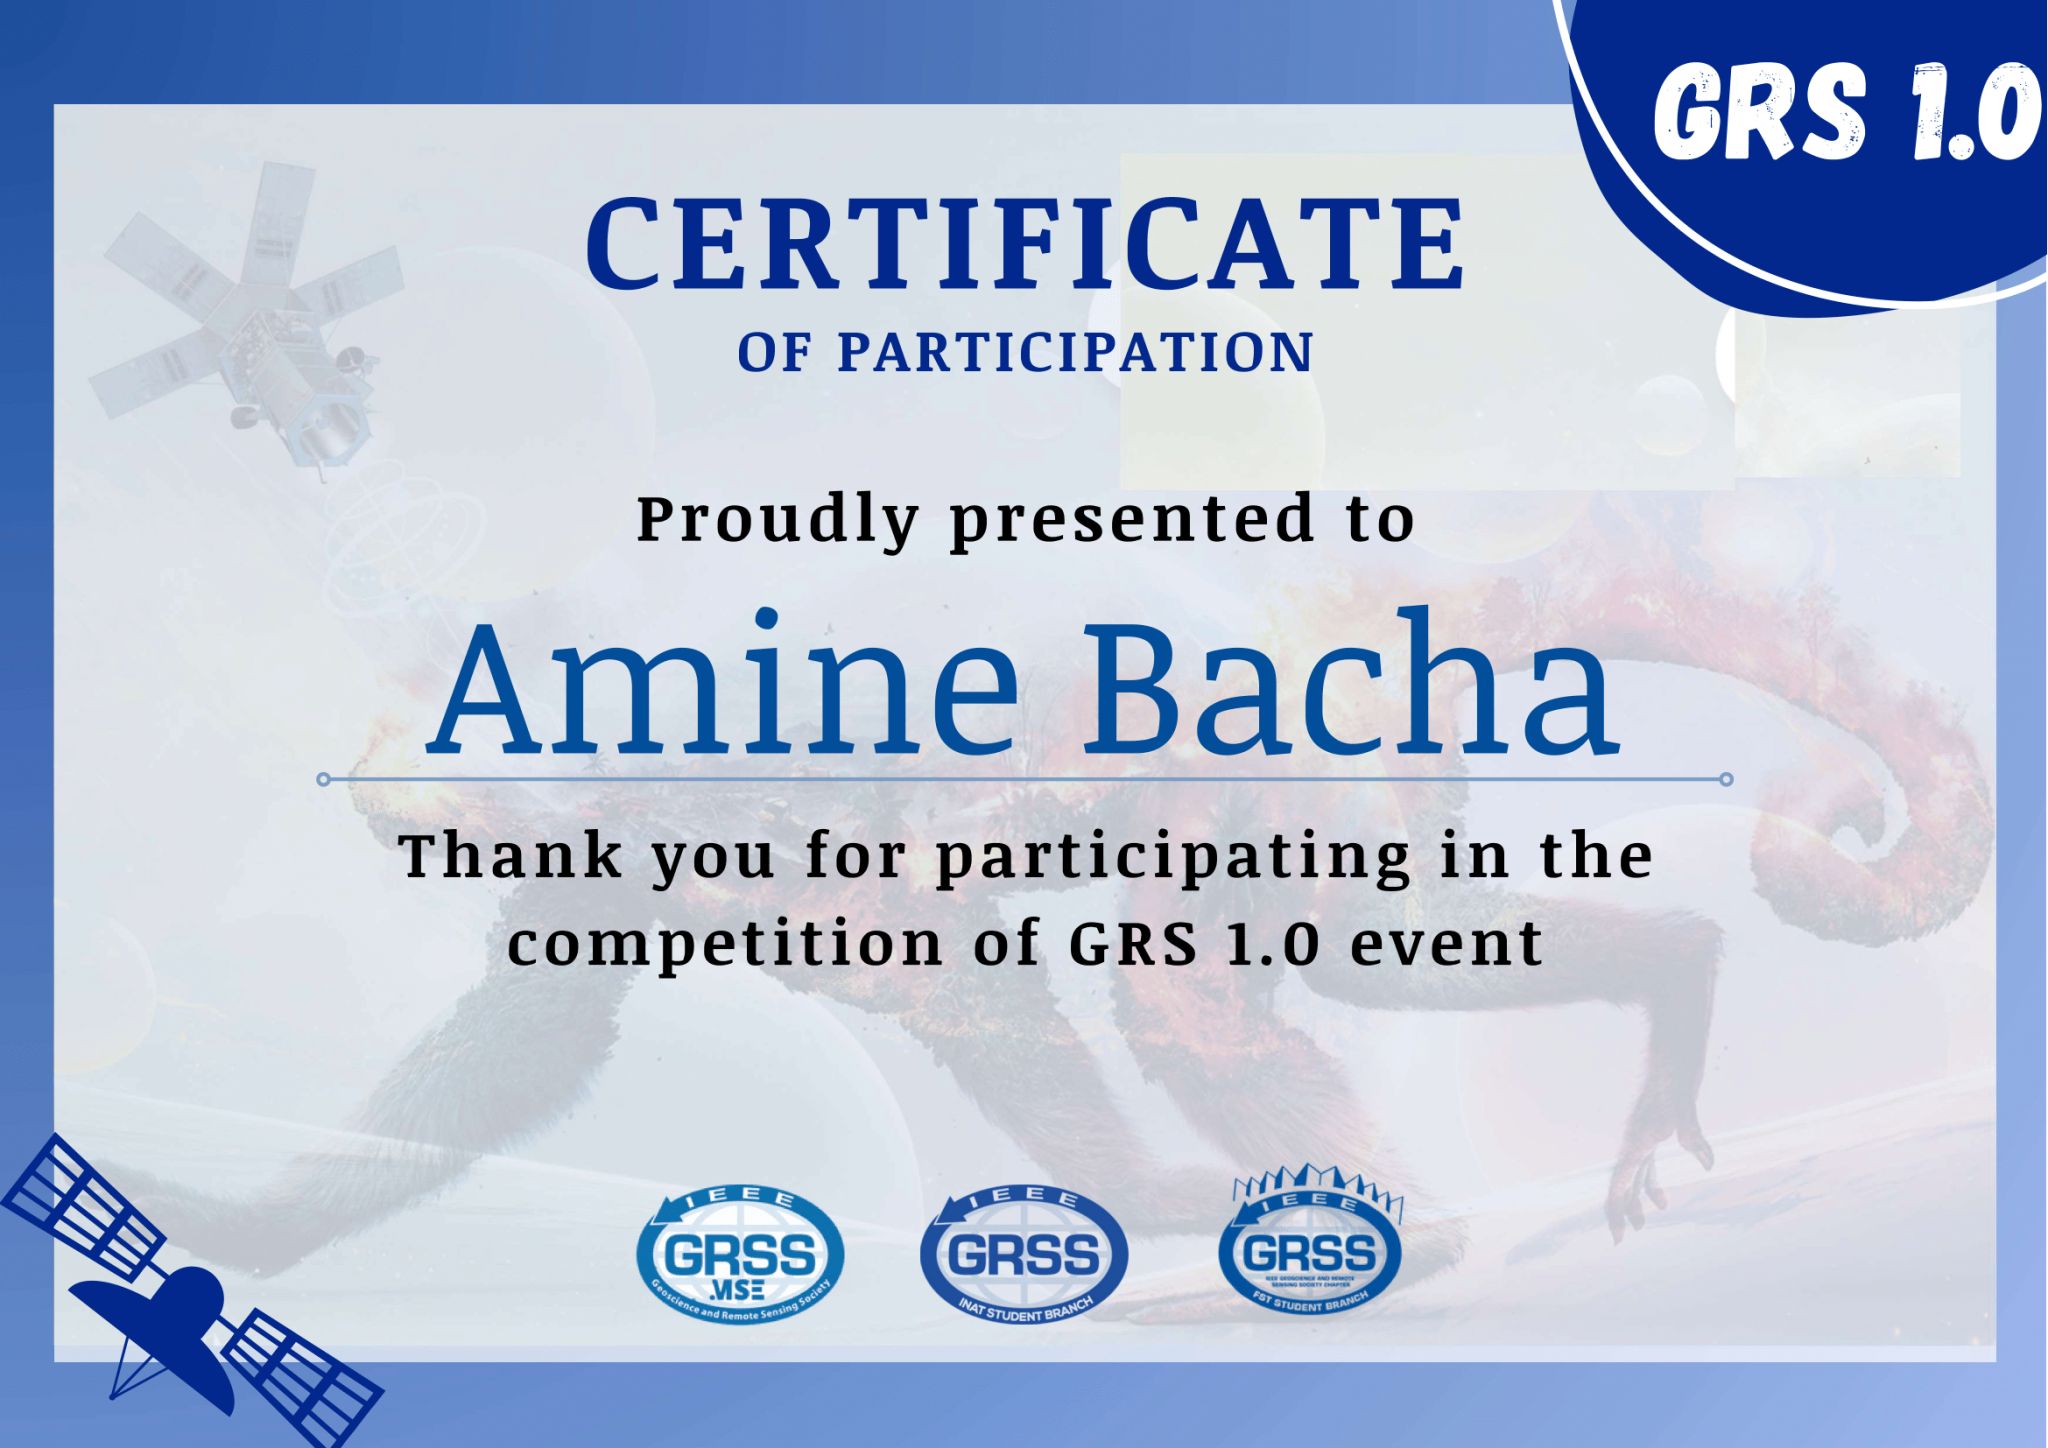 GRS 1.0
CERTIFICATE
OF PARTICIPATION
Proudly presented to
Amine Bacha
Thank you for participating in the
competition of GRS 1.0 event
IEEE
GRSS
.MSE
Geoscience and Remote Sensing Society
IEEE
GRSS
INAT STUDENT BRANCH
IEEE
GRSS
IEEE GEOSCIENCE AND REMOTE
SENSING SOCIETY CHAPTER
FST STUDENT BRANCH